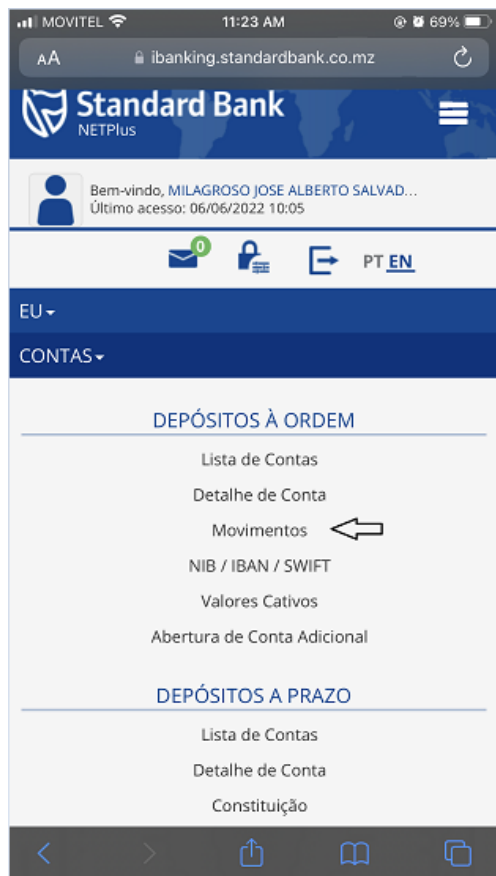 MOVITEL 11:23 AM 69%
AA ibanking.standardbank.co.mz
Standard Bank
NETPlus
Bem-vindo, MILAGROSO JOSE ALBERTO SALVAD...
Último acesso: 06/06/2022 10:05
0
PT EN
EU
CONTAS
DEPÓSITOS À ORDEM
Lista de Contas
Detalhe de Conta
Movimentos
NIB / IBAN / SWIFT
Valores Cativos
Abertura de Conta Adicional
DEPÓSITOS A PRAZO
Lista de Contas
Detalhe de Conta
Constituição